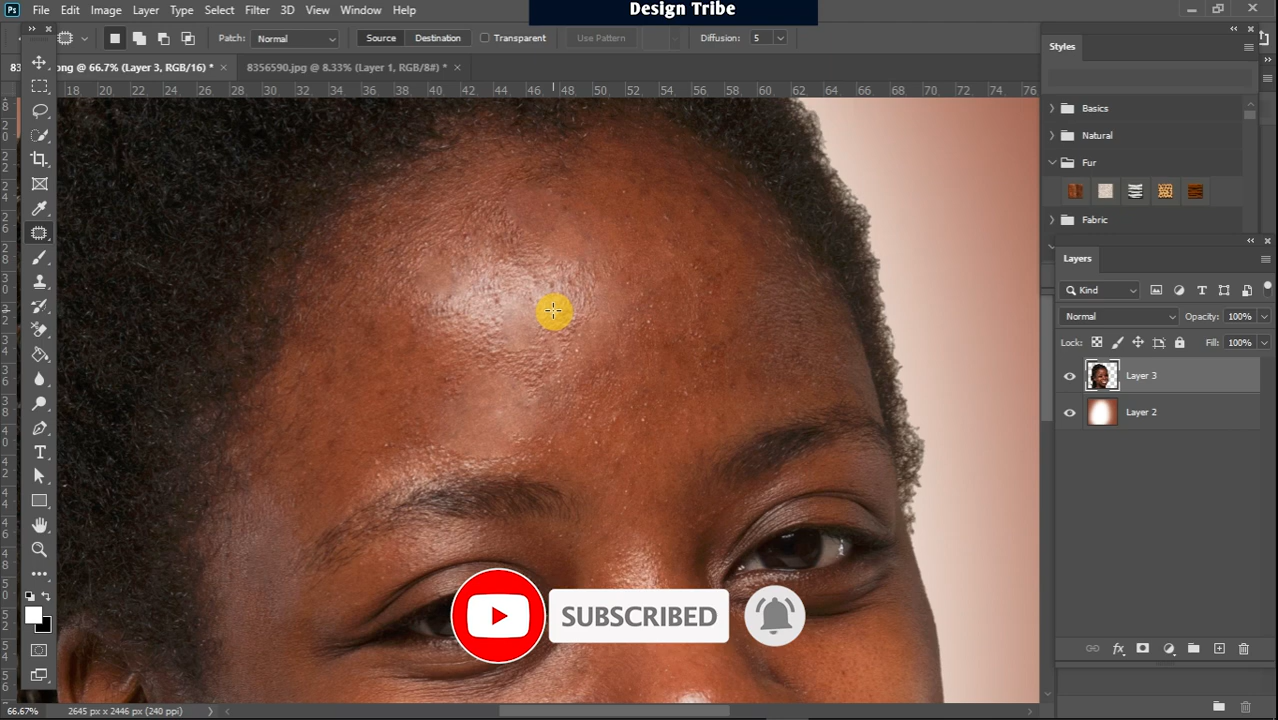 Design Tribe
Ps File Edit Image Layer Type Select Filter 3D View Window Help
Patch: Normal Source Destination Transparent Use Pattern Diffusion: 5
.png @ 66.7% (Layer 3, RGB/16) * × 8356590.jpg @ 8.33% (Layer 1, RGB/8#) * ×
18 20 22 24 26 28 30 32 34 36 38 40 42 44 46 48 50 52 54 56 58 60 62 64 66 68 70 72 74 76
Styles
Basics
Natural
Fur
Fabric
Layers
Kind
Normal Opacity: 100%
Lock: Fill: 100%
Layer 3
Layer 2
fx
SUBSCRIBED
66.67% 2645 px x 2446 px (240 ppi)